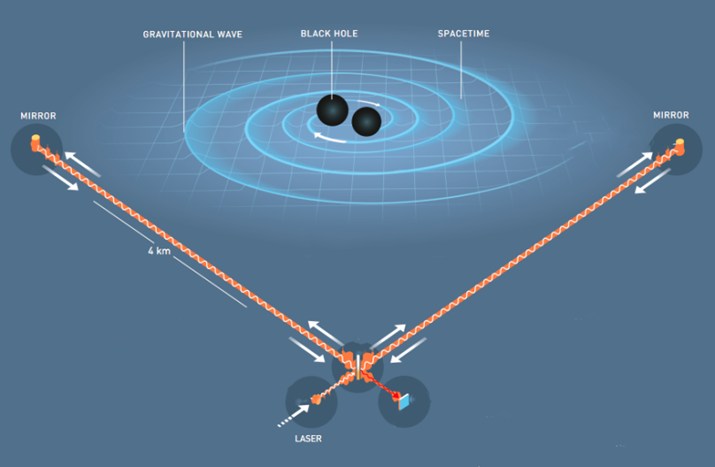 GRAVITATIONAL WAVE
BLACK HOLE
SPACETIME
MIRROR
MIRROR
4 km
LASER